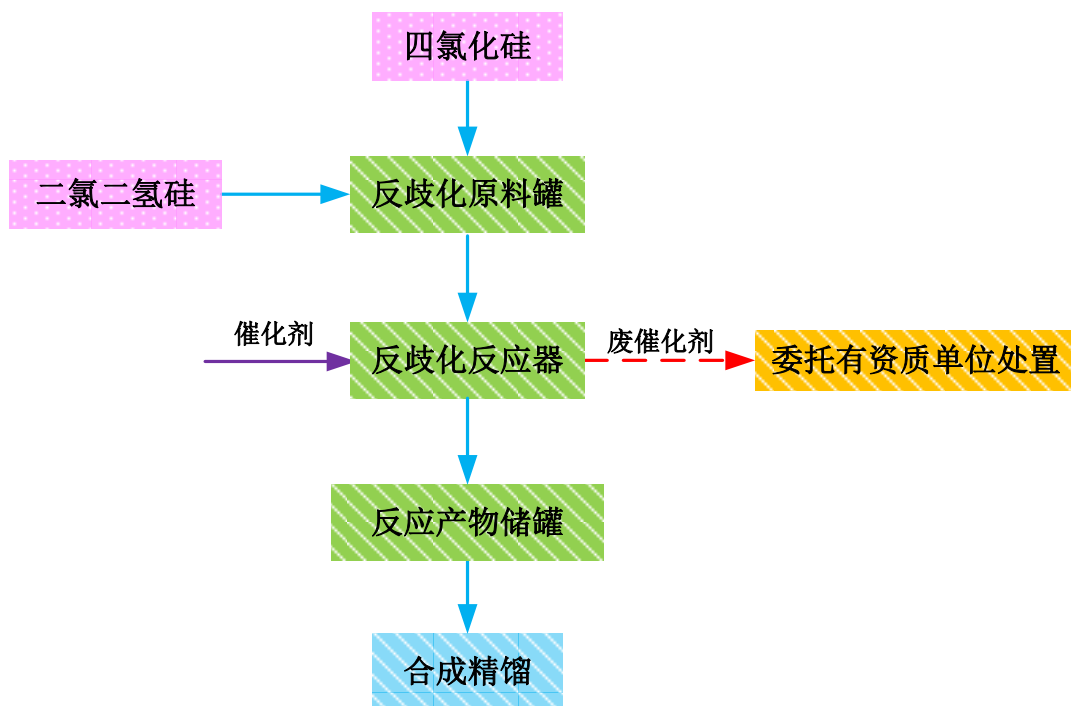 四氯化硅
二氯二氢硅
反歧化原料罐
催化剂
反歧化反应器
废催化剂
委托有资质单位处置
反应产物储罐
合成精馏